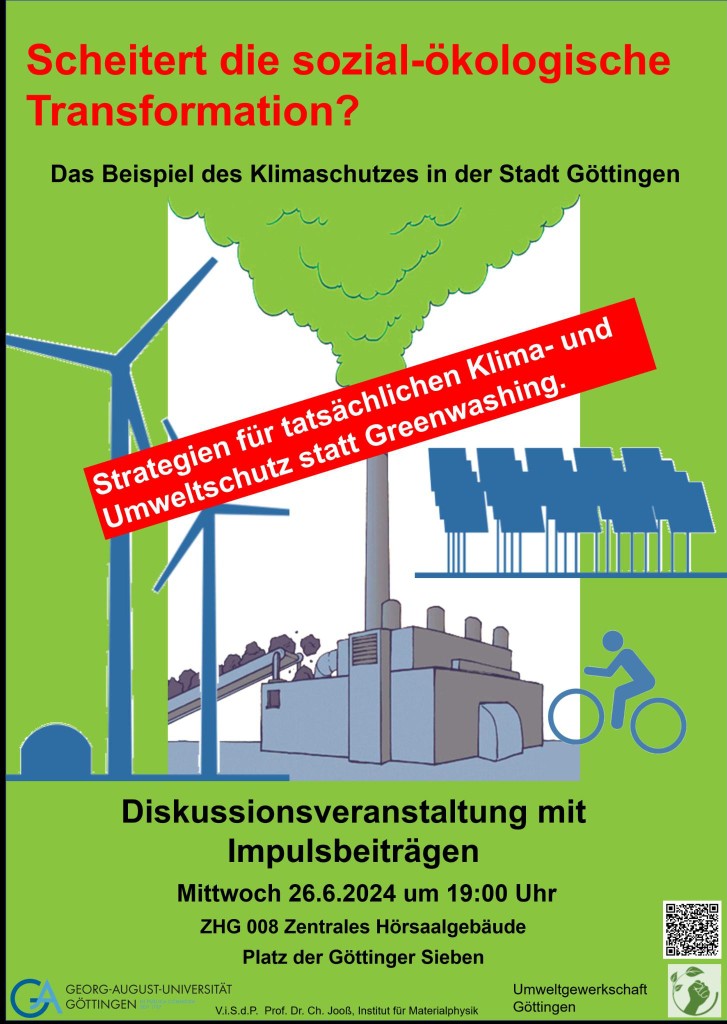 Scheitert die sozial-ökologische
Transformation?
Das Beispiel des Klimaschutzes in der Stadt Göttingen
Strategien für tatsächlichen Klima- und
Umweltschutz statt Greenwashing.
Diskussionsveranstaltung mit
Impulsbeiträgen
Mittwoch 26.6.2024 um 19:00 Uhr
ZHG 008 Zentrales Hörsaalgebäude
Platz der Göttinger Sieben
GEORG-AUGUST-UNIVERSITÄT
GÖTTINGEN
V.i.S.d.P. Prof. Dr. Ch. Jooß, Institut für Materialphysik
Umweltgewerkschaft
Göttingen